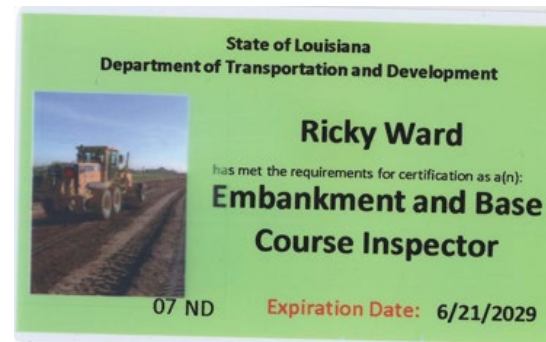 State of Louisiana
Department of Transportation and Development
Ricky Ward
has met the requirements for certification as a(n):
Embankment and Base
Course Inspector
07 ND Expiration Date: 6/21/2029